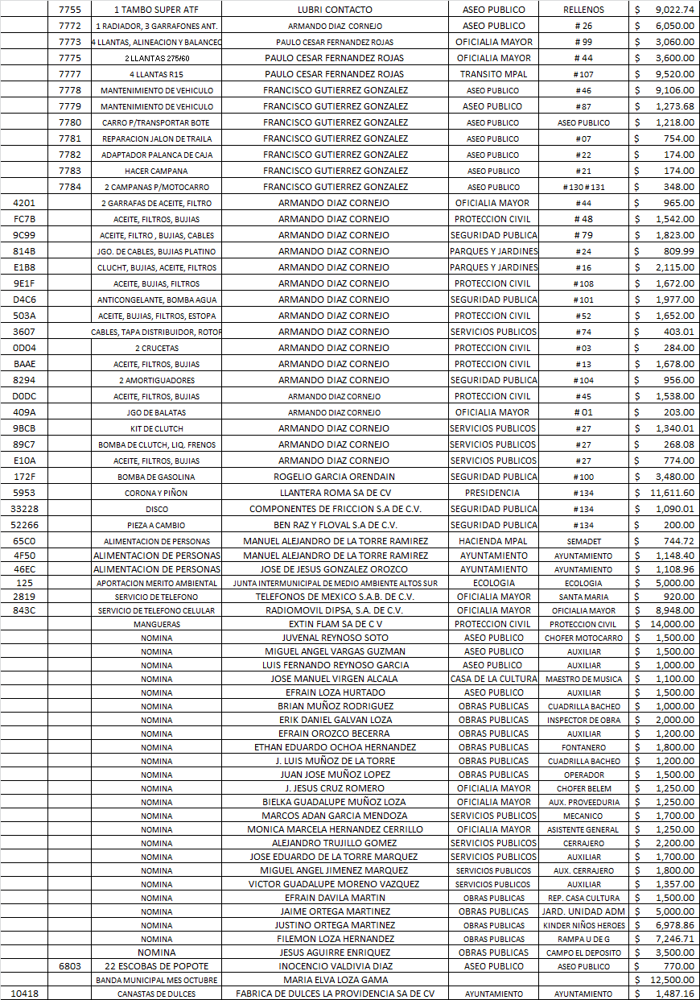 7755 1 TAMBO SUPER ATF LUBRI CONTACTO ASEO PUBLICO RELLENOS $ 9,022.74
7772 1 RADIADOR, 3 GARRAFONES ANT. ARMANDO DIAZ CORNEJO ASEO PUBLICO # 26 $ 6,050.00
7773 4 LLANTAS, ALINEACION Y BALANCEO PAULO CESAR FERNANDEZ ROJAS OFICIALIA MAYOR # 99 $ 3,060.00
7775 2 LLANTAS 275/60 PAULO CESAR FERNANDEZ ROJAS OFICIALIA MAYOR # 44 $ 3,600.00
7777 4 LLANTAS R15 PAULO CESAR FERNANDEZ ROJAS TRANSITO MPAL #107 $ 9,520.00
7778 MANTENIMIENTO DE VEHICULO FRANCISCO GUTIERREZ GONZALEZ ASEO PUBLICO #46 $ 9,106.00
7779 MANTENIMIENTO DE VEHICULO FRANCISCO GUTIERREZ GONZALEZ ASEO PUBLICO #87 $ 1,273.68
7780 CARRO P/TRANSPORTAR BOTE FRANCISCO GUTIERREZ GONZALEZ ASEO PUBLICO ASEO PUBLICO $ 1,218.00
7781 REPARACION JALON DE TRAILA FRANCISCO GUTIERREZ GONZALEZ ASEO PUBLICO #07 $ 754.00
7782 ADAPTADOR PALANCA DE CAJA FRANCISCO GUTIERREZ GONZALEZ ASEO PUBLICO #22 $ 174.00
7783 HACER CAMPANA FRANCISCO GUTIERREZ GONZALEZ ASEO PUBLICO #21 $ 174.00
7784 2 CAMPANAS P/MOTOCARRO FRANCISCO GUTIERREZ GONZALEZ ASEO PUBLICO #130 #131 $ 348.00
4201 2 GARRAFAS DE ACEITE, FILTRO ARMANDO DIAZ CORNEJO OFICIALIA MAYOR #44 $ 965.00
FC7B ACEITE, FILTROS, BUJIAS ARMANDO DIAZ CORNEJO PROTECCION CIVIL # 48 $ 1,542.00
9C99 ACEITE, FILTRO , BUJIAS, CABLES ARMANDO DIAZ CORNEJO SEGURIDAD PUBLICA # 79 $ 1,823.00
814B JGO. DE CABLES, BUJIAS PLATINO ARMANDO DIAZ CORNEJO PARQUES Y JARDINES #24 $ 809.99
E1B8 CLUCHT, BUJIAS, ACEITE, FILTROS ARMANDO DIAZ CORNEJO PARQUES Y JARDINES #16 $ 2,115.00
9E1F ACEITE, BUJIAS, FILTROS ARMANDO DIAZ CORNEJO PROTECCION CIVIL #108 $ 1,672.00
D4C6 ANTICONGELANTE, BOMBA AGUA ARMANDO DIAZ CORNEJO SEGURIDAD PUBLICA #101 $ 1,977.00
503A ACEITE, BUJIAS, FILTROS, ESTOPA ARMANDO DIAZ CORNEJO PROTECCION CIVIL #52 $ 1,652.00
3607 CABLES, TAPA DISTRIBUIDOR, ROTOR ARMANDO DIAZ CORNEJO SERVICIOS PUBLICOS #74 $ 403.01
0D04 2 CRUCETAS ARMANDO DIAZ CORNEJO PROTECCION CIVIL #03 $ 284.00
BAAE ACEITE, FILTROS, BUJIAS ARMANDO DIAZ CORNEJO PROTECCION CIVIL #13 $ 1,678.00
8294 2 AMORTIGUADORES ARMANDO DIAZ CORNEJO SEGURIDAD PUBLICA #104 $ 956.00
D0DC ACEITE, FILTROS, BUJIAS ARMANDO DIAZ CORNEJO PROTECCION CIVIL #45 $ 1,538.00
409A JGO DE BALATAS ARMANDO DIAZ CORNEJO OFICIALIA MAYOR # 01 $ 203.00
9BCB KIT DE CLUTCH ARMANDO DIAZ CORNEJO SERVICIOS PUBLICOS #27 $ 1,340.01
89C7 BOMBA DE CLUTCH, LIQ. FRENOS ARMANDO DIAZ CORNEJO SERVICIOS PUBLICOS #27 $ 268.08
E10A ACEITE, FILTROS, BUJIAS ARMANDO DIAZ CORNEJO SERVICIOS PUBLICOS #27 $ 774.00
172F BOMBA DE GASOLINA ROGELIO GARCIA ORENDAIN SEGURIDAD PUBLICA #100 $ 3,480.00
5953 CORONA Y PIÑON LLANTERA ROMA SA DE CV PRESIDENCIA #134 $ 11,611.60
33228 DISCO COMPONENTES DE FRICCION S.A DE C.V. SEGURIDAD PUBLICA #134 $ 1,090.01
52266 PIEZA A CAMBIO BEN RAZ Y FLOVAL S.A DE C.V. SEGURIDAD PUBLICA #134 $ 200.00
65C0 ALIMENTACION DE PERSONAS MANUEL ALEJANDRO DE LA TORRE RAMIREZ HACIENDA MPAL SEMADET $ 744.72
4F50 ALIMENTACION DE PERSONAS MANUEL ALEJANDRO DE LA TORRE RAMIREZ AYUNTAMIENTO AYUNTAMIENTO $ 1,148.40
46EC ALIMENTACION DE PERSONAS JOSE DE JESUS GONZALEZ OROZCO AYUNTAMIENTO AYUNTAMIENTO $ 1,108.96
125 APORTACION MERITO AMBIENTAL JUNTA INTERMUNICIPAL DE MEDIO AMBIENTE ALTOS SUR ECOLOGIA ECOLOGIA $ 5,000.00
2819 SERVICIO DE TELEFONO TELEFONOS DE MEXICO S.A.B. DE C.V. OFICIALIA MAYOR SANTA MARIA $ 920.00
843C SERVICIO DE TELEFONO CELULAR RADIOMOVIL DIPSA, S.A. DE C.V. OFICIALIA MAYOR OFICIALIA MAYOR $ 8,948.00
MANGUERAS EXTIN FLAM SA DE C V PROTECCION CIVIL PROTECCION CIVIL $ 14,000.00
NOMINA JUVENAL REYNOSO SOTO ASEO PUBLICO CHOFER MOTOCARRO $ 1,500.00
NOMINA MIGUEL ANGEL VARGAS GUZMAN ASEO PUBLICO AUXILIAR $ 1,500.00
NOMINA LUIS FERNANDO REYNOSO GARCIA ASEO PUBLICO AUXILIAR $ 1,000.00
NOMINA JOSE MANUEL VIRGEN ALCALA CASA DE LA CULTURA MAESTRO DE MUSICA $ 1,100.00
NOMINA EFRAIN LOZA HURTADO ASEO PUBLICO AUXILIAR $ 1,500.00
NOMINA BRIAN MUÑOZ RODRIGUEZ OBRAS PUBLICAS CUADRILLA BACHEO $ 1,000.00
NOMINA ERIK DANIEL GALVAN LOZA OBRAS PUBLICAS INSPECTOR DE OBRA $ 2,000.00
NOMINA EFRAIN OROZCO BECERRA OBRAS PUBLICAS AUXILIAR $ 1,200.00
NOMINA ETHAN EDUARDO OCHOA HERNANDEZ OBRAS PUBLICAS FONTANERO $ 1,800.00
NOMINA J. LUIS MUÑOZ DE LA TORRE OBRAS PUBLICAS CUADRILLA BACHEO $ 1,200.00
NOMINA JUAN JOSE MUÑOZ LOPEZ OBRAS PUBLICAS OPERADOR $ 1,500.00
NOMINA J. JESUS CRUZ ROMERO OFICIALIA MAYOR CHOFER BELEM $ 1,250.00
NOMINA BIELKA GUADALUPE MUÑOZ LOZA OFICIALIA MAYOR AUX. PROVEEDURIA $ 1,250.00
NOMINA MARCOS ADAN GARCIA MENDOZA SERVICIOS PUBLICOS MECANICO $ 1,700.00
NOMINA MONICA MARCELA HERNANDEZ CERRILLO OFICIALIA MAYOR ASISTENTE GENERAL $ 1,250.00
NOMINA ALEJANDRO TRUJILLO GOMEZ SERVICIOS PUBLICOS CERRAJERO $ 2,200.00
NOMINA JOSE EDUARDO DE LA TORRE MARQUEZ SERVICIOS PUBLICOS AUXILIAR $ 1,700.00
NOMINA MIGUEL ANGEL JIMENEZ MARQUEZ SERVICIOS PUBLICOS AUX. CERRAJERO $ 1,800.00
NOMINA VICTOR GUADALUPE MORENO VAZQUEZ SERVICIOS PUBLICOS AUXILIAR $ 1,357.00
NOMINA EFRAIN DAVILA MARTIN OBRAS PUBLICAS REP. CASA CULTURA $ 1,500.00
NOMINA JAIME ORTEGA MARTINEZ OBRAS PUBLICAS JARD. UNIDAD ADM $ 5,000.00
NOMINA JUSTINO ORTEGA MARTINEZ OBRAS PUBLICAS KINDER NIÑOS HEROES $ 6,978.86
NOMINA FILEMON LOZA HERNANDEZ OBRAS PUBLICAS RAMPA U DE G $ 7,246.71
NOMINA JESUS AGUIRRE ENRIQUEZ OBRAS PUBLICAS CAMPO EL DEPOSITO $ 3,500.00
6803 22 ESCOBAS DE POPOTE INOCENCIO VALDIVIA DIAZ ASEO PUBLICO ASEO PUBLICO $ 770.00
BANDA MUNICIPAL MES OCTUBRE MARIA ELVA LOZA GAMA $ 12,500.00
10418 CANASTAS DE DULCES FABRICA DE DULCES LA PROVIDENCIA SA DE CV AYUNTAMIENTO AYUNTAMIENTO $ 1,487.16